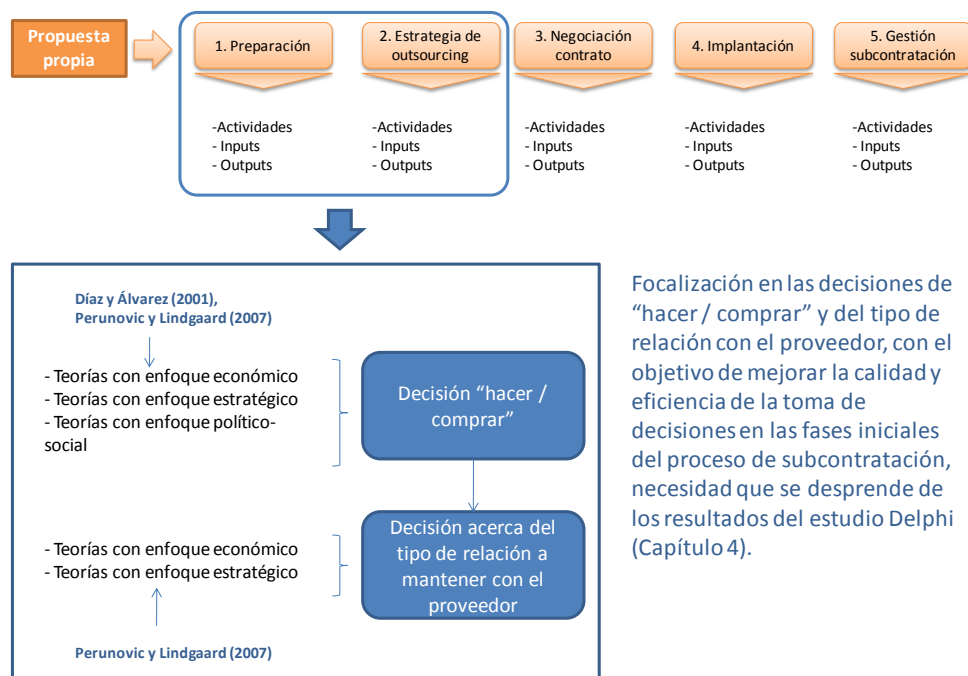 Propuesta
propia
1. Preparación
2. Estrategia de
outsourcing
3. Negociación
contrato
4. Implantación
5. Gestión
subcontratación
-Actividades
- Inputs
- Outputs
-Actividades
- Inputs
- Outputs
-Actividades
- Inputs
- Outputs
-Actividades
- Inputs
- Outputs
-Actividades
- Inputs
- Outputs
Díaz y Álvarez (2001),
Perunovic y Lindgaard (2007)
- Teorías con enfoque económico
- Teorías con enfoque estratégico
- Teorías con enfoque político-
social
Decisión “hacer /
comprar”
- Teorías con enfoque económico
- Teorías con enfoque estratégico
Decisión acerca del
tipo de relación a
mantener con el
proveedor
Perunovic y Lindgaard (2007)
Focalización en las decisiones de
“hacer / comprar” y del tipo de
relación con el proveedor, con el
objetivo de mejorar la calidad y
eficiencia de la toma de
decisiones en las fases iniciales
del proceso de subcontratación,
necesidad que se desprende de
los resultados del estudio Delphi
(Capítulo 4).